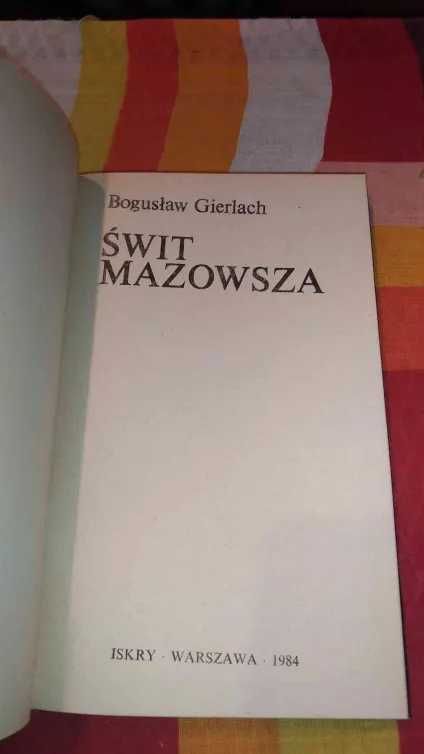 Bogusław Gierlach
ŚWIT
MAZOWSZA
ISKRY · WARSZAWA · 1984